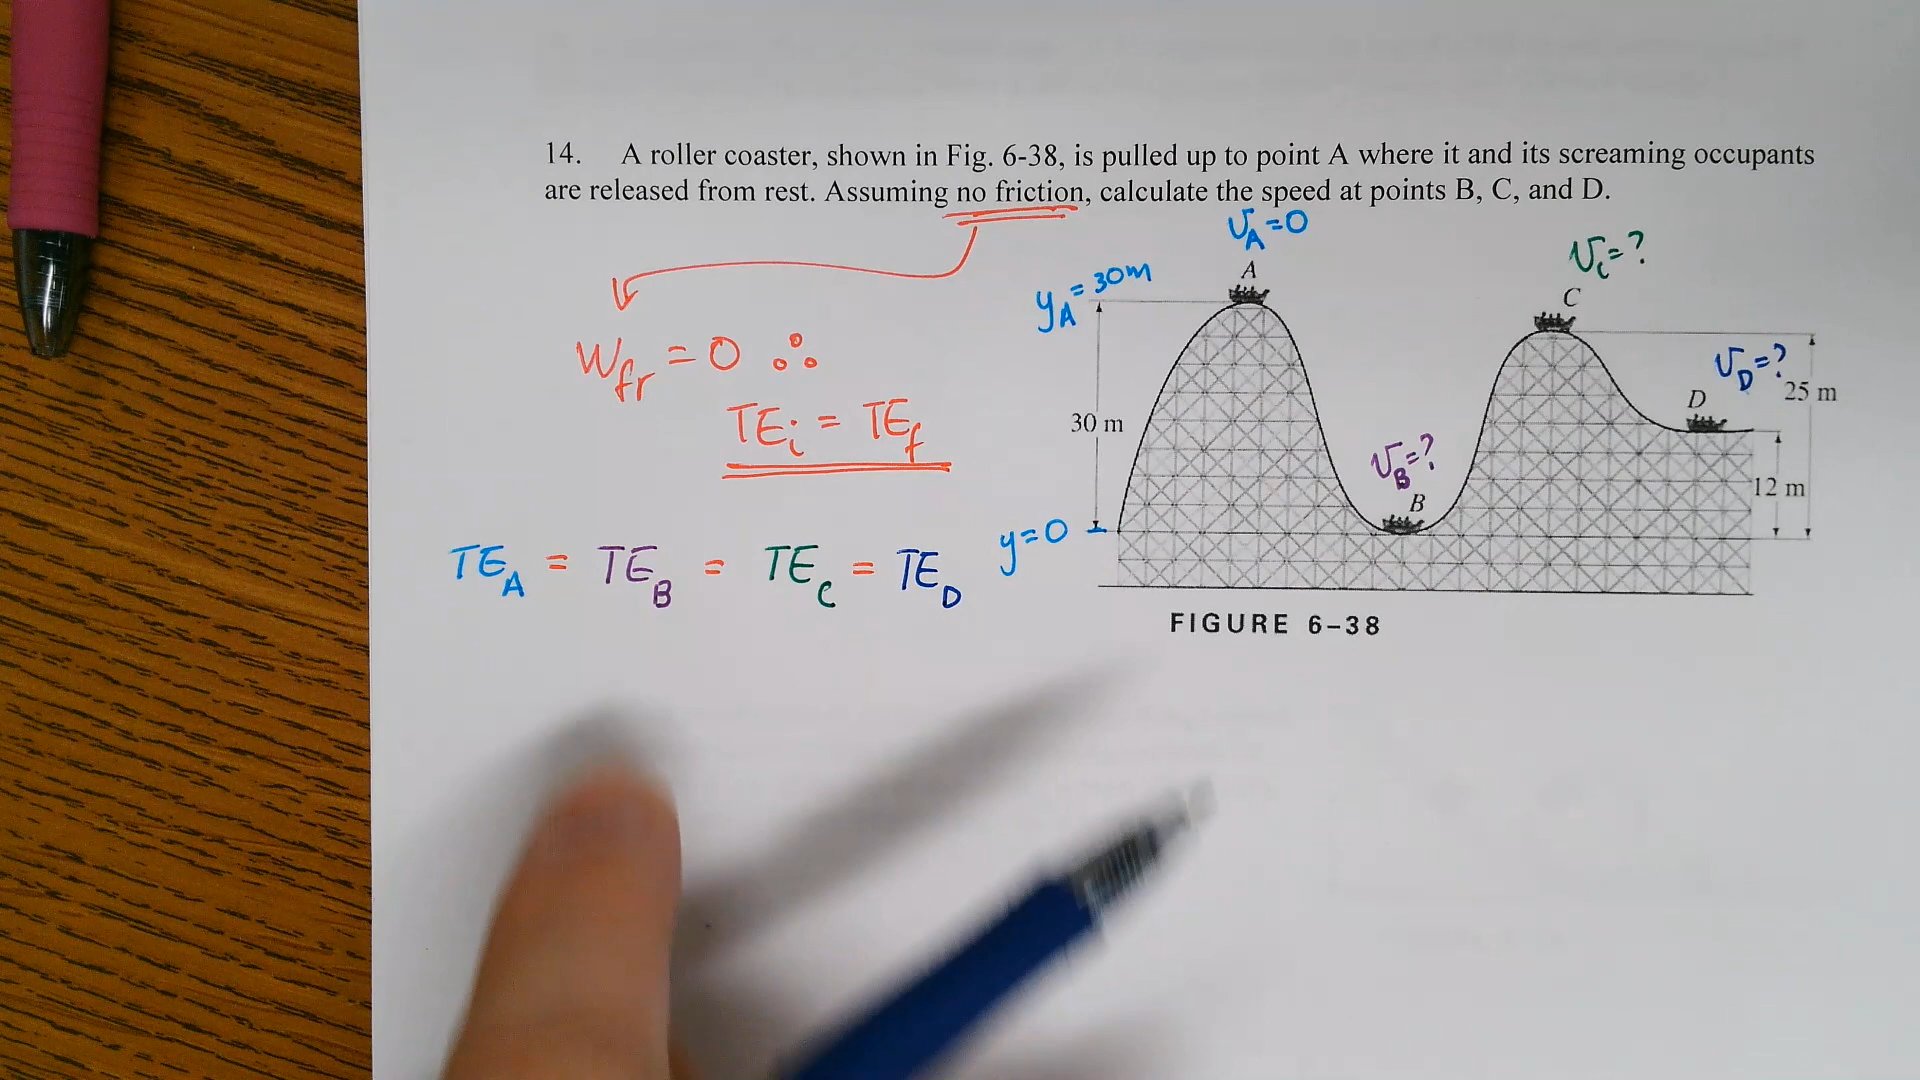 14. A roller coaster, shown in Fig. 6-38, is pulled up to point A where it and its screaming occupants
are released from rest. Assuming no friction, calculate the speed at points B, C, and D.
v_A=0
v_C=?
y_A=30m
A
C
W_fr = 0 ∴
v_D=?
25 m
D
TE_i = TE_f
30 m
v_B=?
B
12 m
y=0
TE_A = TE_B = TE_C = TE_D
FIGURE 6-38